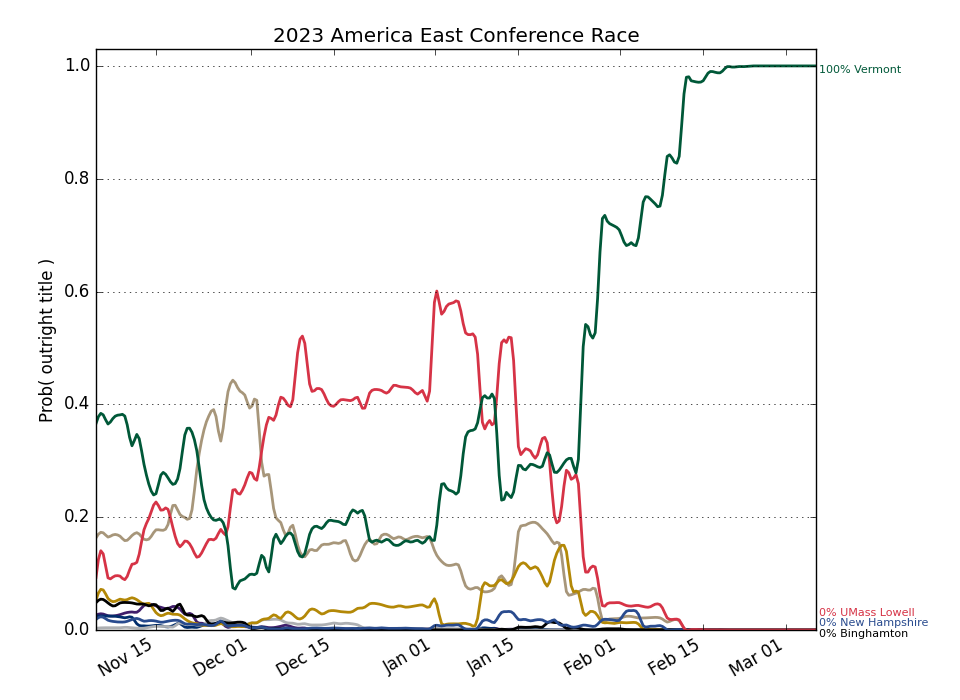 2023 America East Conference Race
Prob( outright title )
1.0
0.8
0.6
0.4
0.2
0.0
100% Vermont
0% UMass Lowell
0% New Hampshire
0% Binghamton
Nov 15
Dec 01
Dec 15
Jan 01
Jan 15
Feb 01
Feb 15
Mar 01